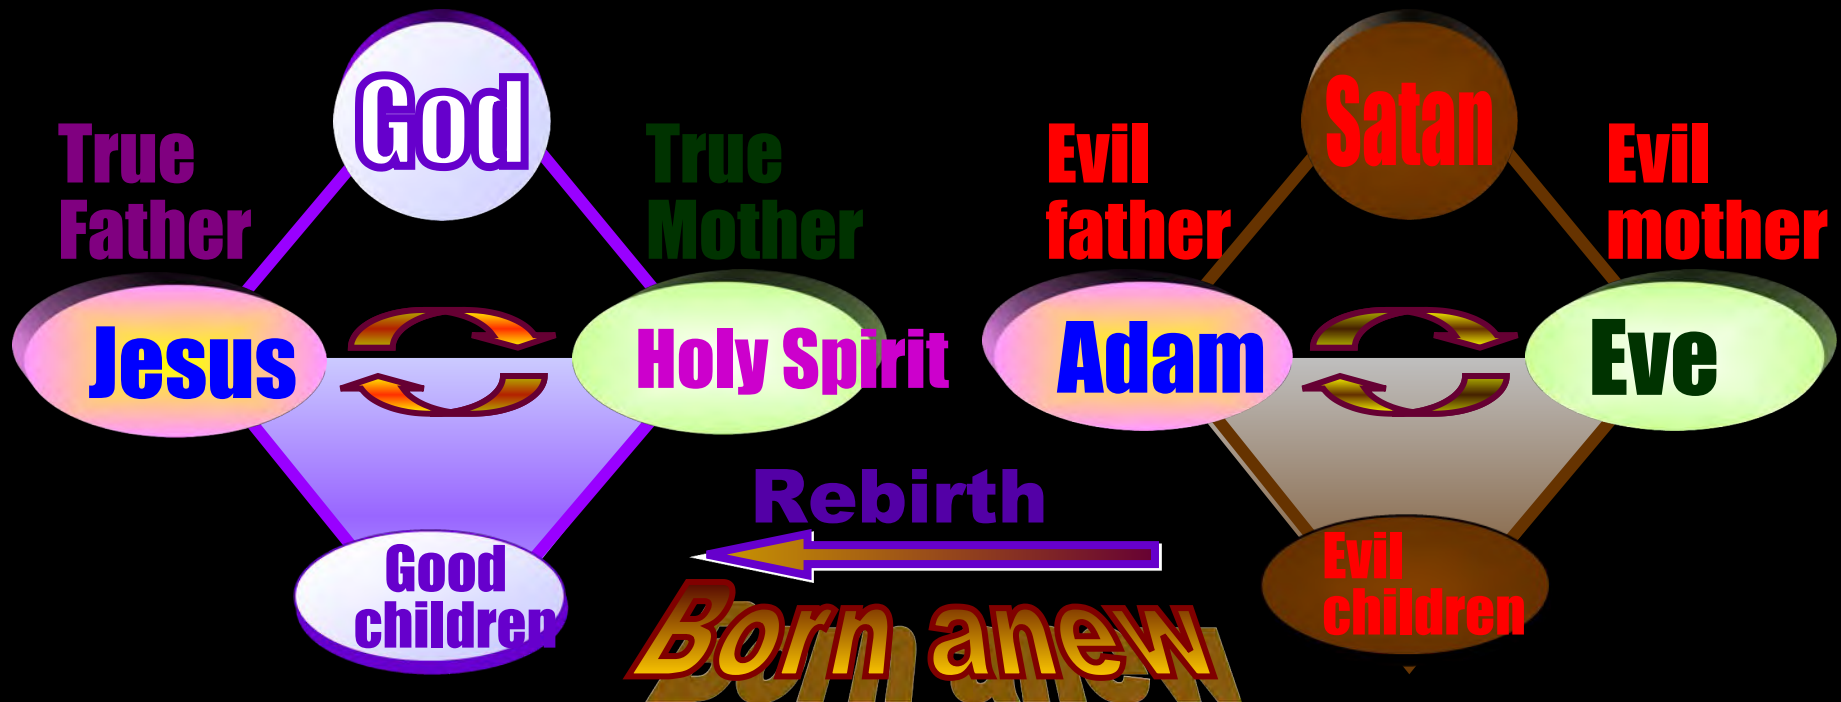 God
True
Father
True
Mother
Jesus
Holy Spirit
Good
children
Satan
Evil
father
Evil
mother
Adam
Eve
Evil
children
Rebirth
Born anew